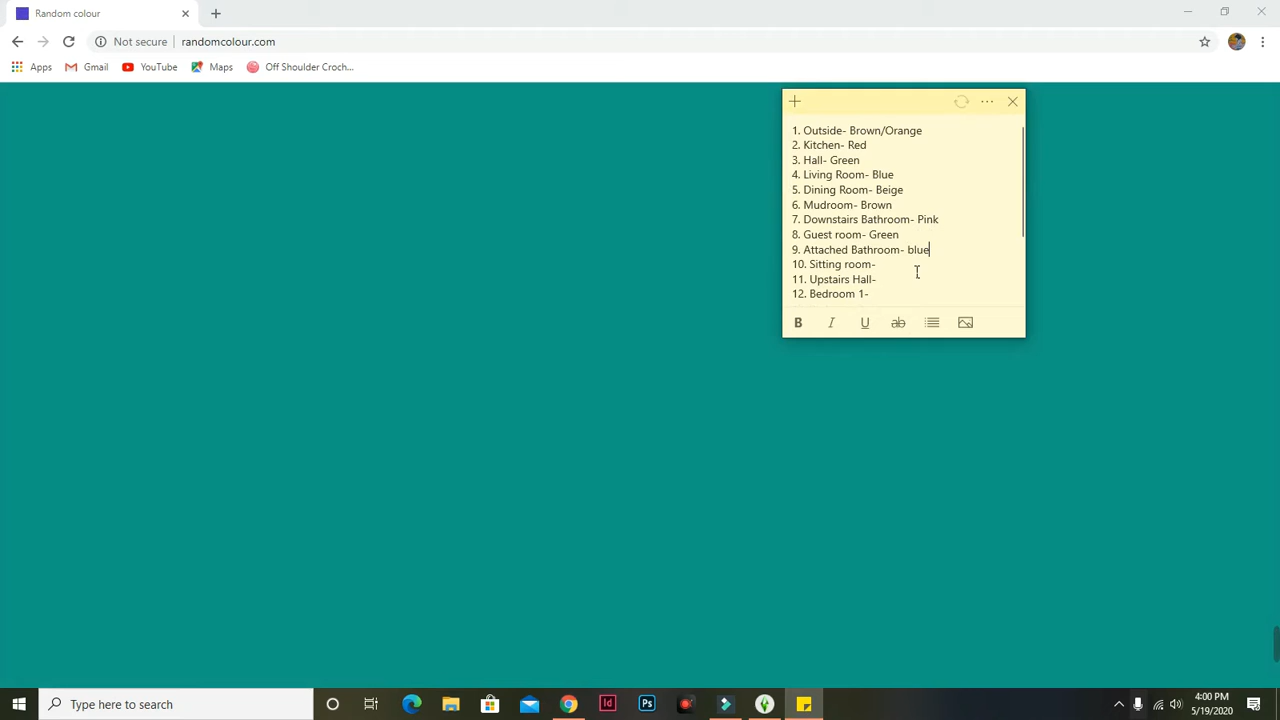 Random colour
Not secure
randomcolour.com
Apps
Gmail
YouTube
Maps
Off Shoulder Croch...
1. Outside- Brown/Orange
2. Kitchen- Red
3. Hall- Green
4. Living Room- Blue
5. Dining Room- Beige
6. Mudroom- Brown
7. Downstairs Bathroom- Pink
8. Guest room- Green
9. Attached Bathroom- blue
10. Sitting room-
11. Upstairs Hall-
12. Bedroom 1-
B I U ab
Type here to search
Id
Ps
4:00 PM
5/19/2020